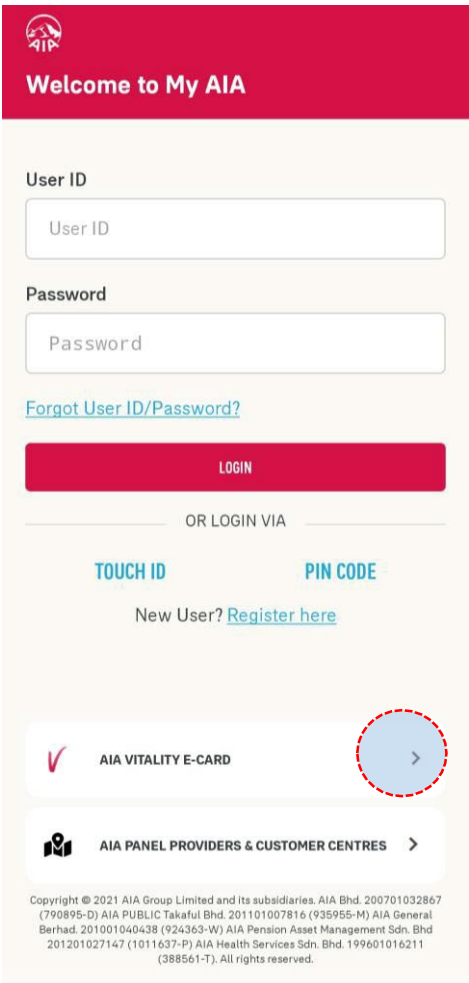 AIA
Welcome to My AIA
User ID
User ID
Password
Password
Forgot User ID/Password?
LOGIN
OR LOGIN VIA
TOUCH ID PIN CODE
New User? Register here
AIA VITALITY E-CARD
AIA PANEL PROVIDERS & CUSTOMER CENTRES
Copyright © 2021 AIA Group Limited and its subsidiaries. AIA Bhd. 200701032867
(790895-D) AIA PUBLIC Takaful Bhd. 201101007816 (935955-M) AIA General
Berhad. 201001040438 (924363-W) AIA Pension Asset Management Sdn. Bhd
201201027147 (1011637-P) AIA Health Services Sdn. Bhd. 199601016211
(388561-T). All rights reserved.